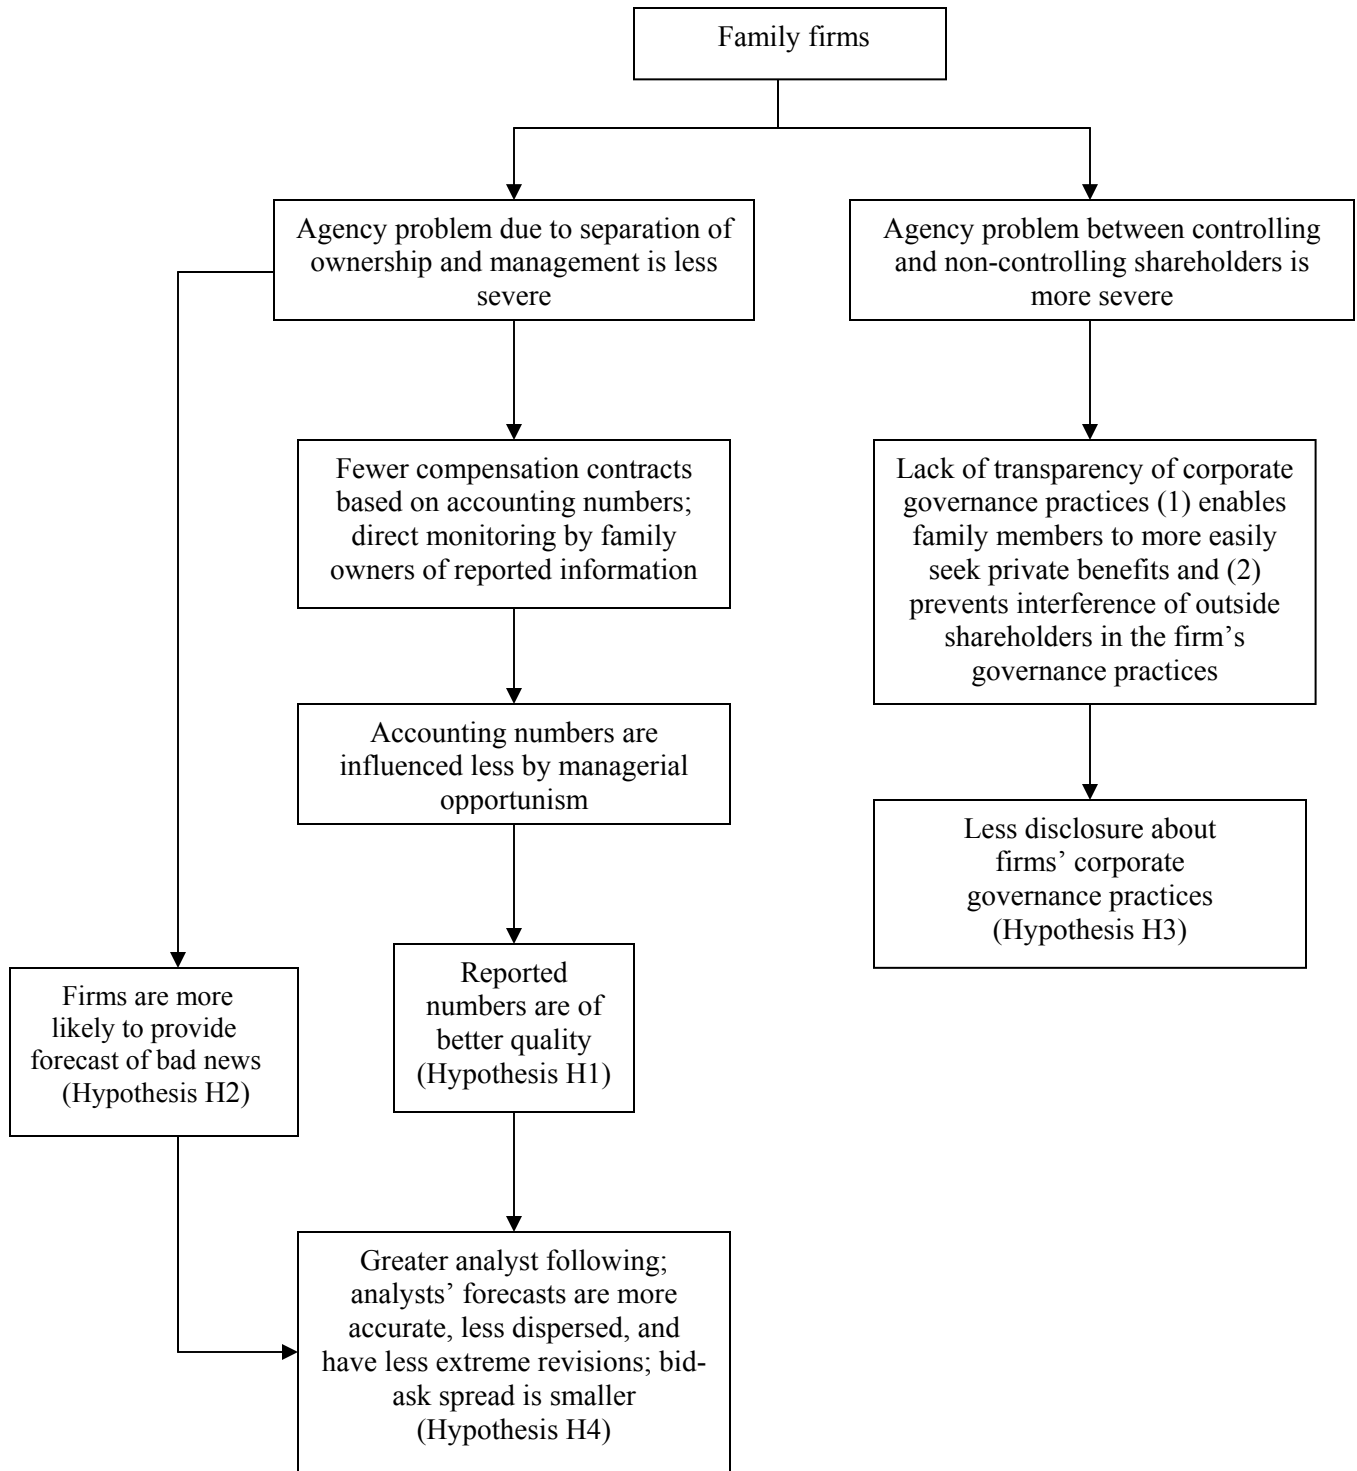 Family firms
Agency problem due to separation of
ownership and management is less
severe
Agency problem between controlling
and non-controlling shareholders is
more severe
Fewer compensation contracts
based on accounting numbers;
direct monitoring by family
owners of reported information
Lack of transparency of corporate
governance practices (1) enables
family members to more easily
seek private benefits and (2)
prevents interference of outside
shareholders in the firm’s
governance practices
Accounting numbers are
influenced less by managerial
opportunism
Less disclosure about
firms’ corporate
governance practices
(Hypothesis H3)
Firms are more
likely to provide
forecast of bad news
(Hypothesis H2)
Reported
numbers are of
better quality
(Hypothesis H1)
Greater analyst following;
analysts’ forecasts are more
accurate, less dispersed, and
have less extreme revisions; bid-
ask spread is smaller
(Hypothesis H4)